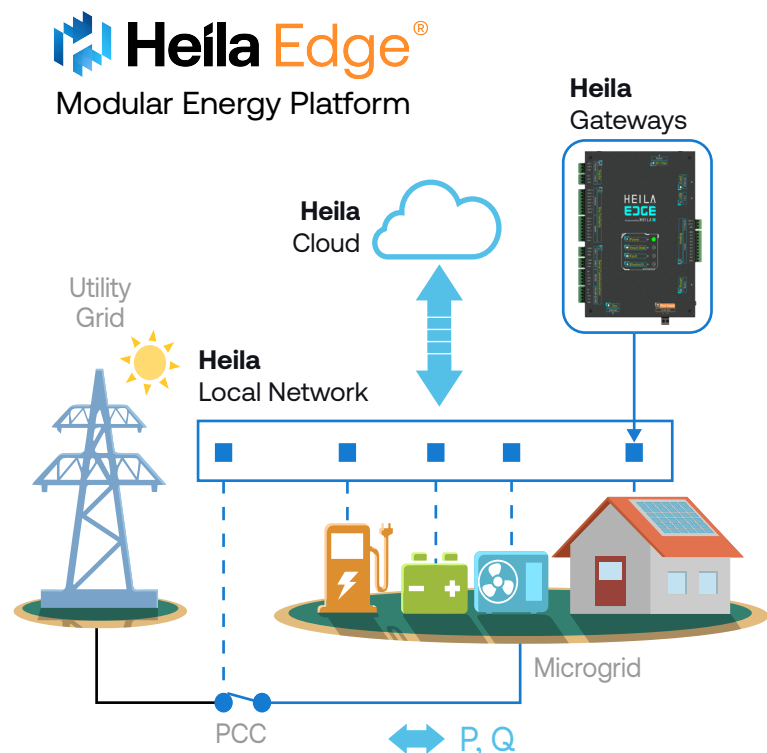 Heila Edge®
Modular Energy Platform
Heila
Gateways
HEILA
EDGE
Heila
Cloud
Utility
Grid
Heila
Local Network
Microgrid
PCC
P, Q